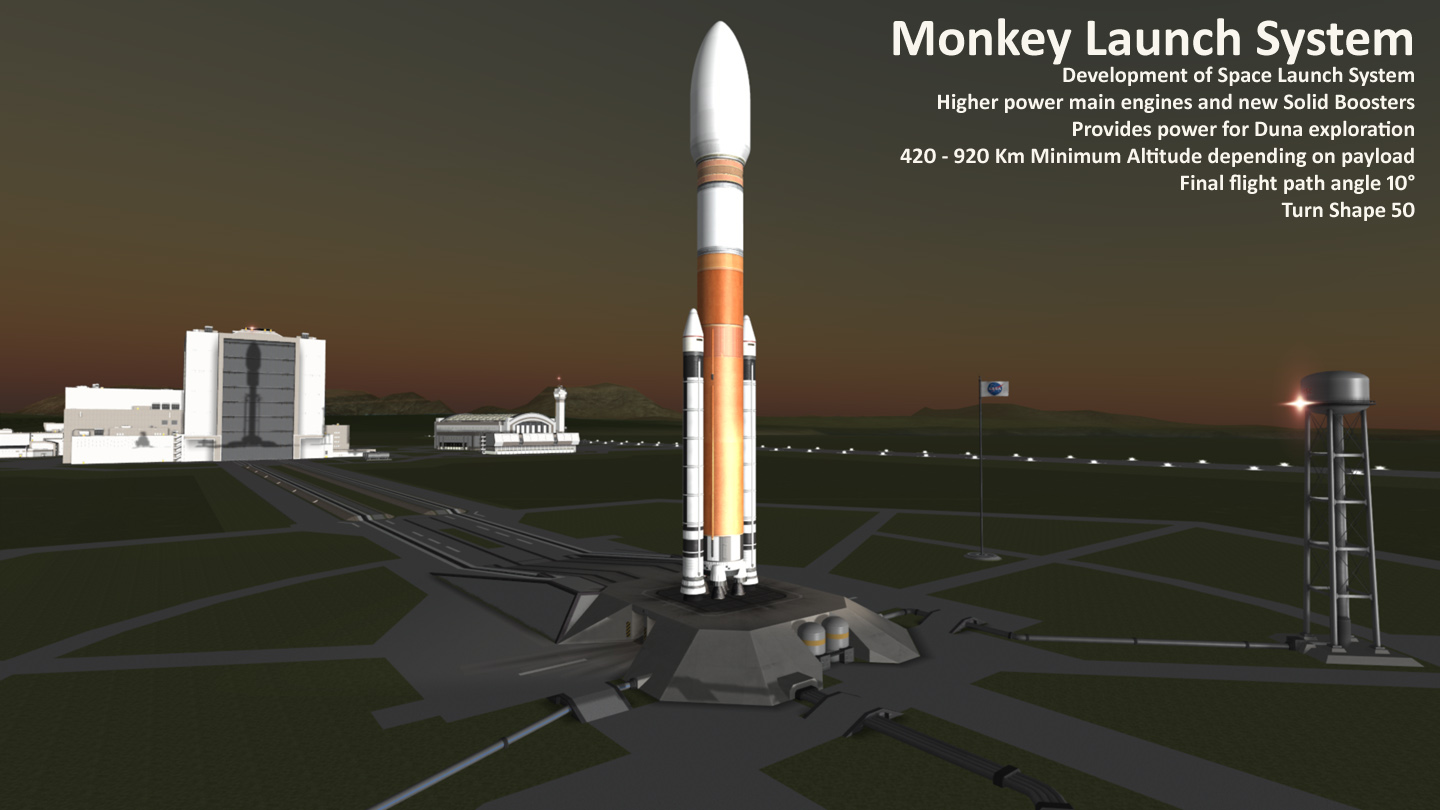 Monkey Launch System
Development of Space Launch System
Higher power main engines and new Solid Boosters
Provides power for Duna exploration
420 - 920 Km Minimum Altitude depending on payload
Final flight path angle 10°
Turn Shape 50
NASA